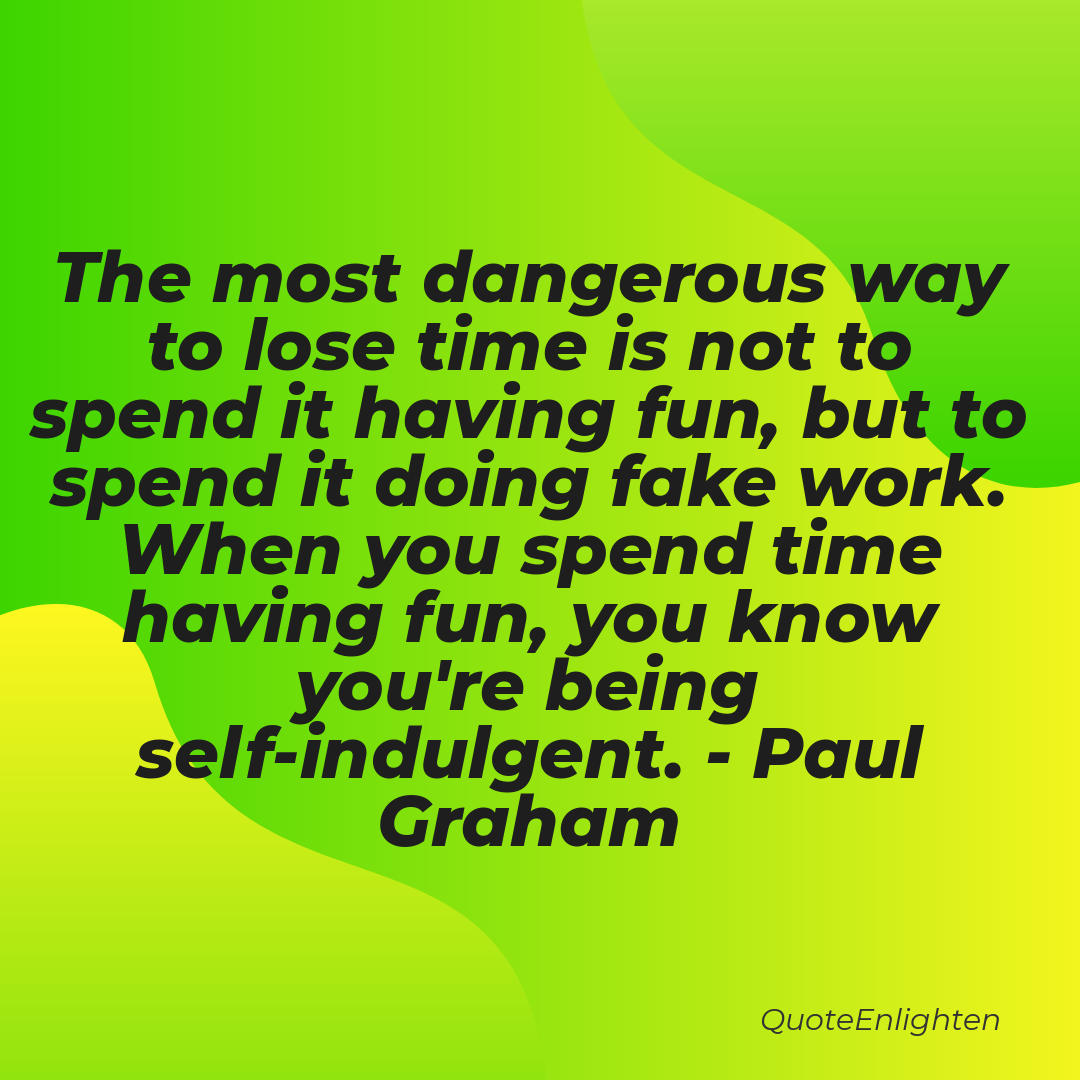 The most dangerous way
to lose time is not to
spend it having fun, but to
spend it doing fake work.
When you spend time
having fun, you know
you're being
self-indulgent. - Paul
Graham
QuoteEnlighten